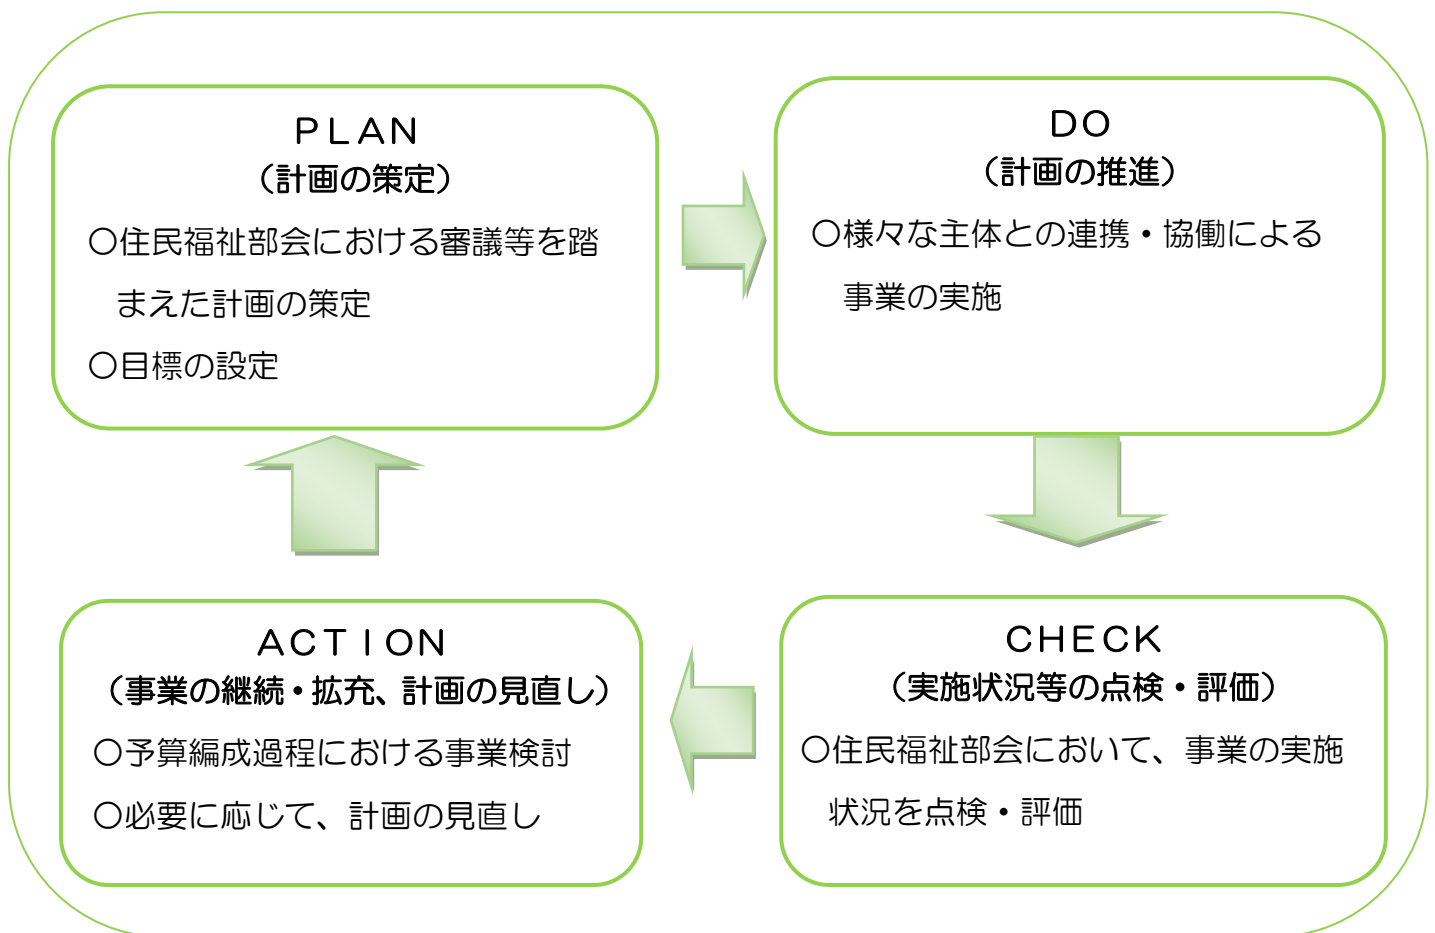 PLAN
（計画の策定）
○住民福祉部会における審議等を踏
まえた計画の策定
○目標の設定
DO
（計画の推進）
○様々な主体との連携・協働による
事業の実施
ACTION
（事業の継続・拡充、計画の見直し）
○予算編成過程における事業検討
○必要に応じて、計画の見直し
CHECK
（実施状況等の点検・評価）
○住民福祉部会において、事業の実施
状況を点検・評価